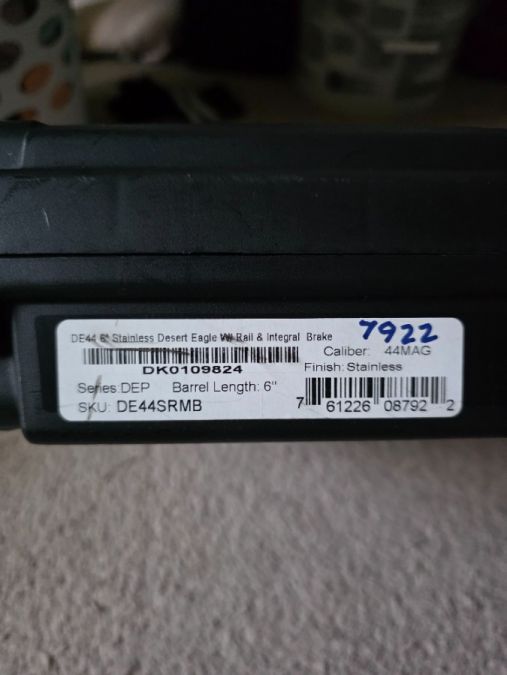 DE44 6" Stainless Desert Eagle W/ Rail & Integral Brake
7922
Caliber: 44MAG
DK0109824
Finish: Stainless
Series:DEP Barrel Length: 6"
SKU: DE44SRMB
7 61226 08792 2